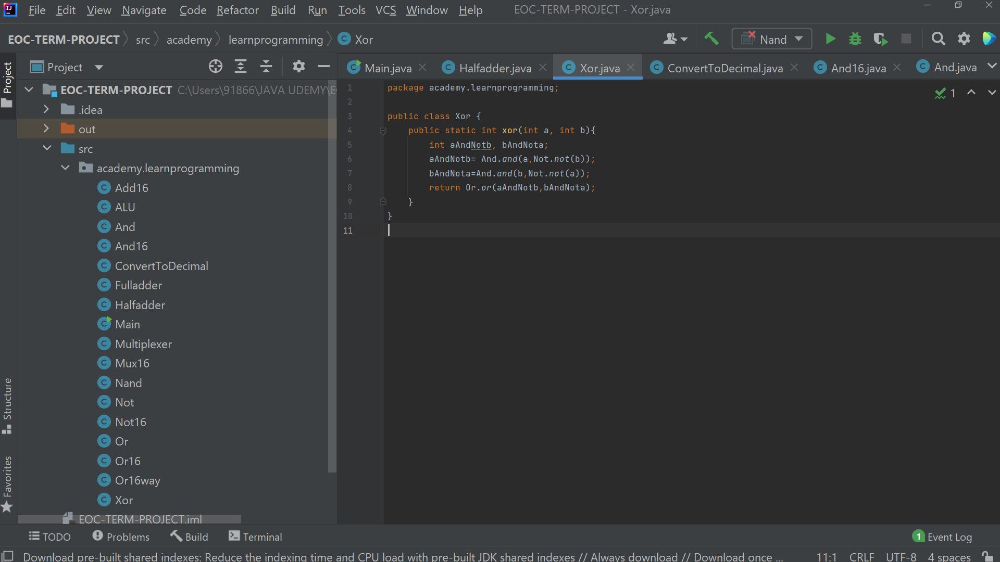 File Edit View Navigate Code Refactor Build Run Tools VCS Window Help EOC-TERM-PROJECT - Xor.java
EOC-TERM-PROJECT src academy learnprogramming Xor Nand
Project
Structure
Favorites
Project
EOC-TERM-PROJECT C:\Users\91866\JAVA UDEMY\E
.idea
out
src
academy.learnprogramming
Add16
ALU
And
And16
ConvertToDecimal
Fulladder
Halfadder
Main
Multiplexer
Mux16
Nand
Not
Not16
Or
Or16
Or16way
Xor
EOC-TERM-PROJECT.iml
Main.java Halfadder.java Xor.java ConvertToDecimal.java And16.java And.java
1 package academy.learnprogramming;
2
3 public class Xor {
4 public static int xor(int a, int b){
5 int aAndNotb, bAndNota;
6 aAndNotb= And.and(a,Not.not(b));
7 bAndNota=And.and(b,Not.not(a));
8 return Or.or(aAndNotb,bAndNota);
9 }
10 }
11
1
TODO Problems Build Terminal 1 Event Log
Download pre-built shared indexes: Reduce the indexing time and CPU load with pre-built JDK shared indexes // Always download // Download once ... 11:1 CRLF UTF-8 4 spaces